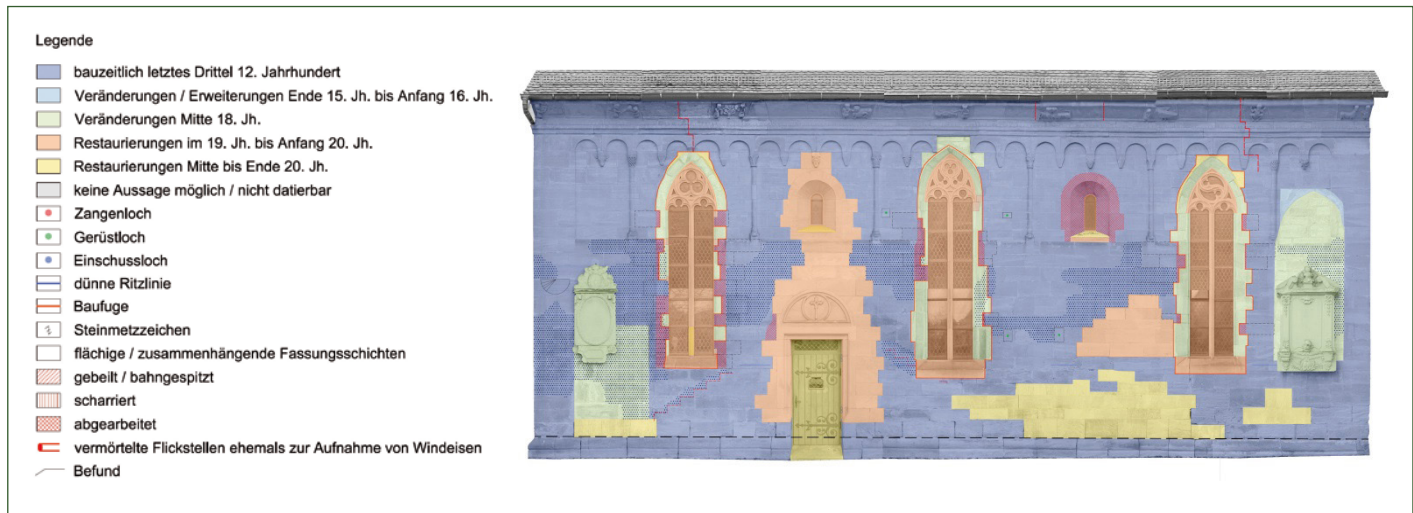 Legende
bauzeitlich letztes Drittel 12. Jahrhundert
Veränderungen / Erweiterungen Ende 15. Jh. bis Anfang 16. Jh.
Veränderungen Mitte 18. Jh.
Restaurierungen im 19. Jh. bis Anfang 20. Jh.
Restaurierungen Mitte bis Ende 20. Jh.
keine Aussage möglich / nicht datierbar
Zangenloch
Gerüstloch
Einschussloch
dünne Ritzlinie
Baufuge
Steinmetzzeichen
flächige / zusammenhängende Fassungsschichten
gebeilt / bahngespitzt
scharriert
abgearbeitet
vermörtelte Flickstellen ehemals zur Aufnahme von Windeisen
Befund